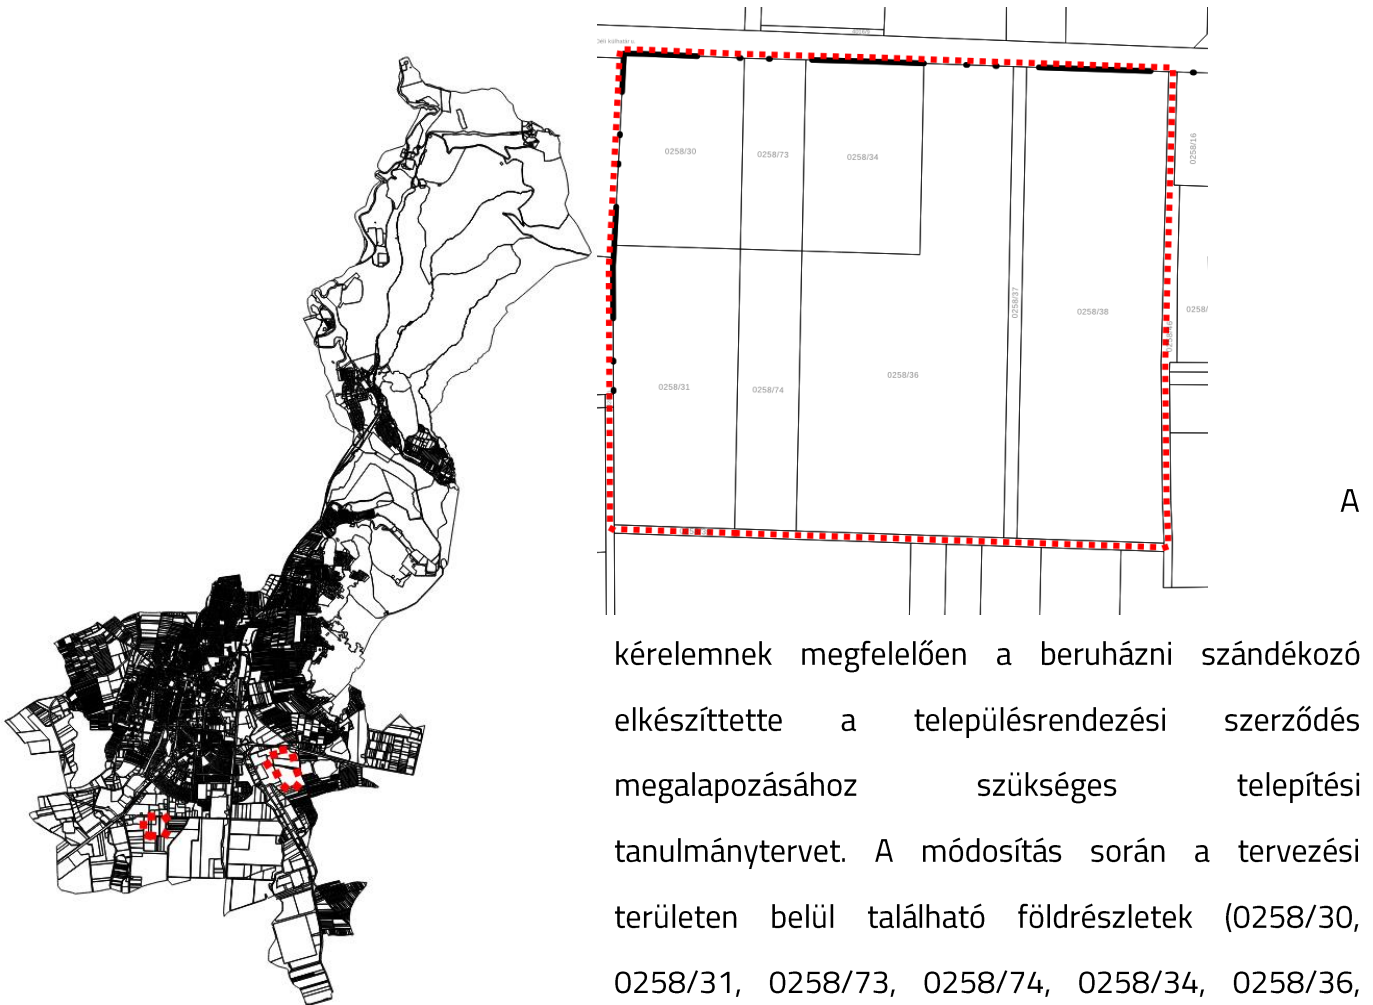 0258/30
0258/73
0258/34
0258/16
0258/37
0258/38
0258/
0258/31
0258/74
0258/36
A
kérelemnek megfelelően a beruházni szándékozó
elkészíttette a településrendezési szerződés
megalapozásához szükséges telepítési
tanulmánytervet. A módosítás során a tervezési
területen belül található földrészletek (0258/30,
0258/31, 0258/73, 0258/74, 0258/34, 0258/36,